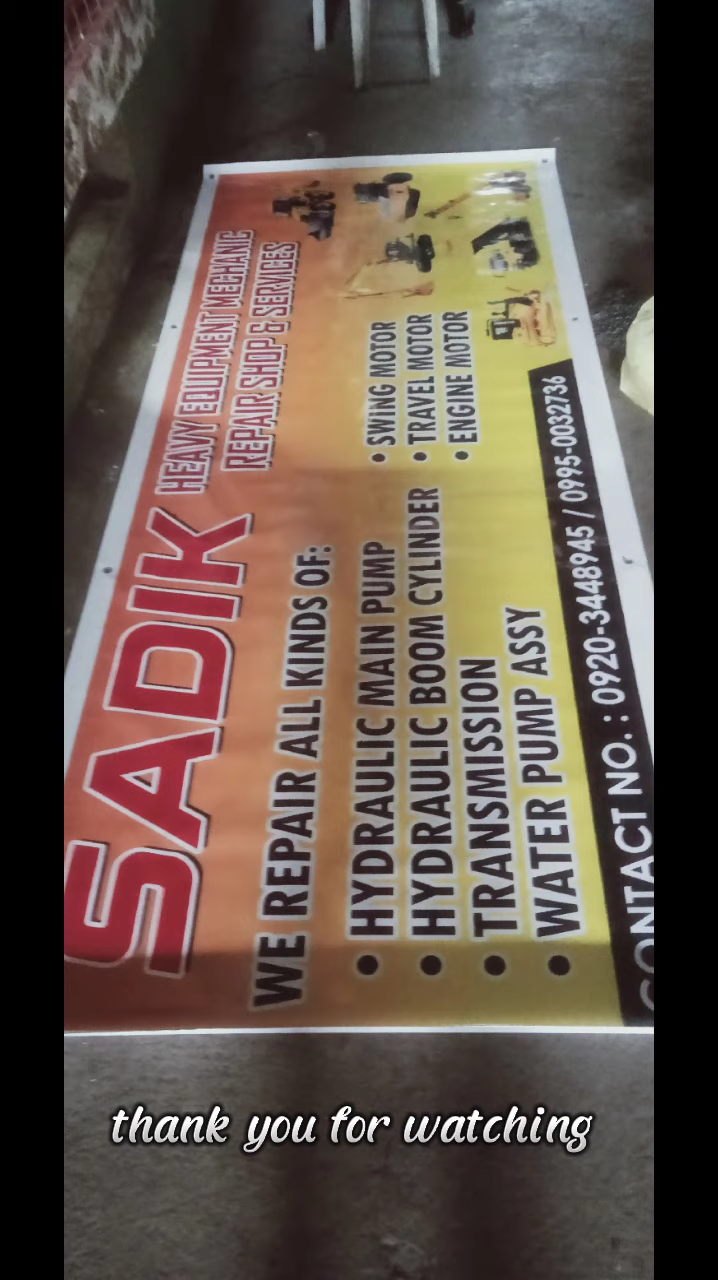 SADIK
HEAVY EQUIPMENT MECHANIC
REPAIR SHOP & SERVICES
WE REPAIR ALL KINDS OF:
• HYDRAULIC MAIN PUMP
• HYDRAULIC BOOM CYLINDER
• TRANSMISSION
• WATER PUMP ASSY
• SWING MOTOR
• TRAVEL MOTOR
• ENGINE MOTOR
CONTACT NO. : 0920-3448945 / 0995-0032736
thank you for watching